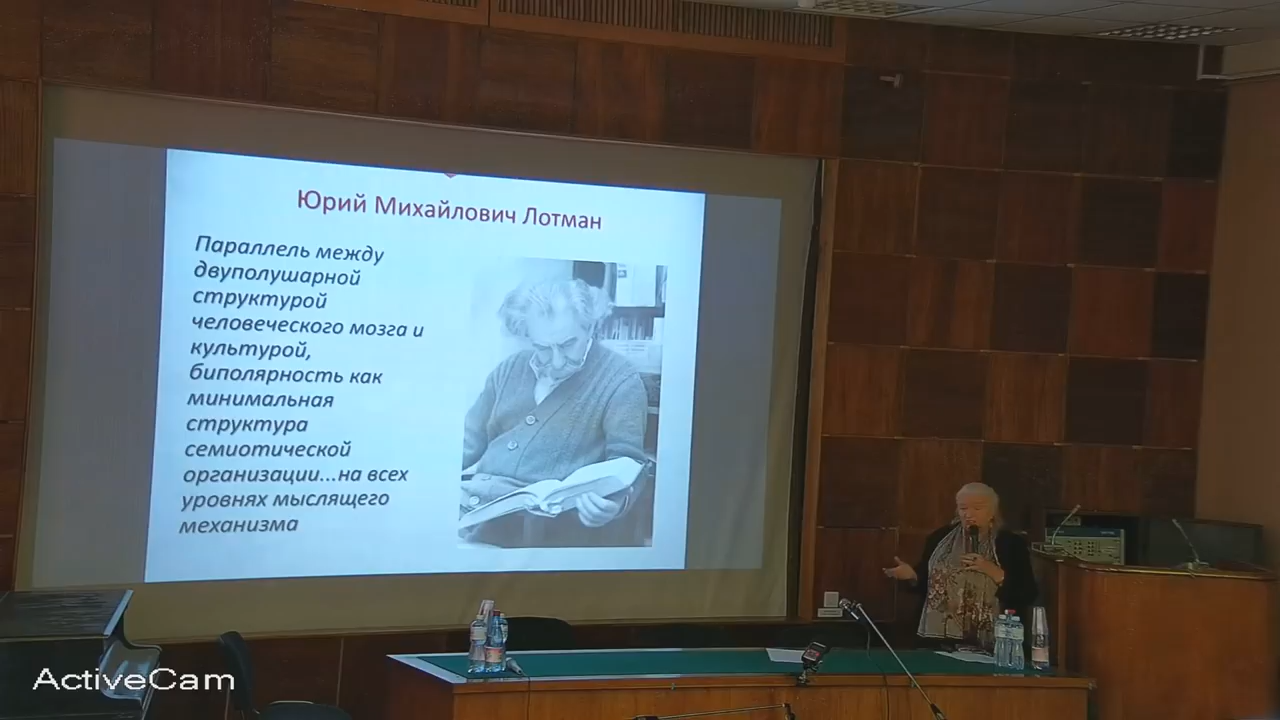 Юрий Михайлович Лотман
Параллель между
двуполушарной
структурой
человеческого мозга и
культурой,
биполярность как
минимальная
структура
семиотической
организации...на всех
уровнях мыслящего
механизма
ActiveCam